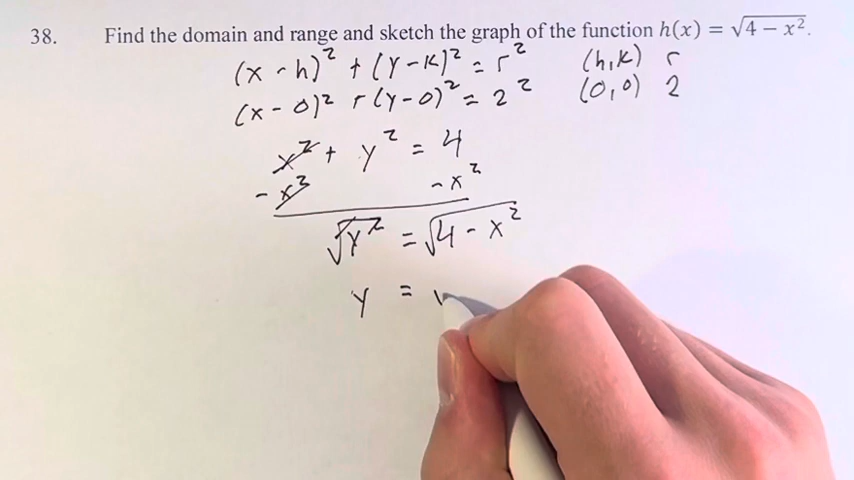 38. Find the domain and range and sketch the graph of the function h(x) = √(4 − x²).
(x - h)² + (y - k)² = r² (h, k) r
(x - 0)² + (y - 0)² = 2² (0, 0) 2
x² + y² = 4
- x² - x²
√y² = √4 - x²
y =